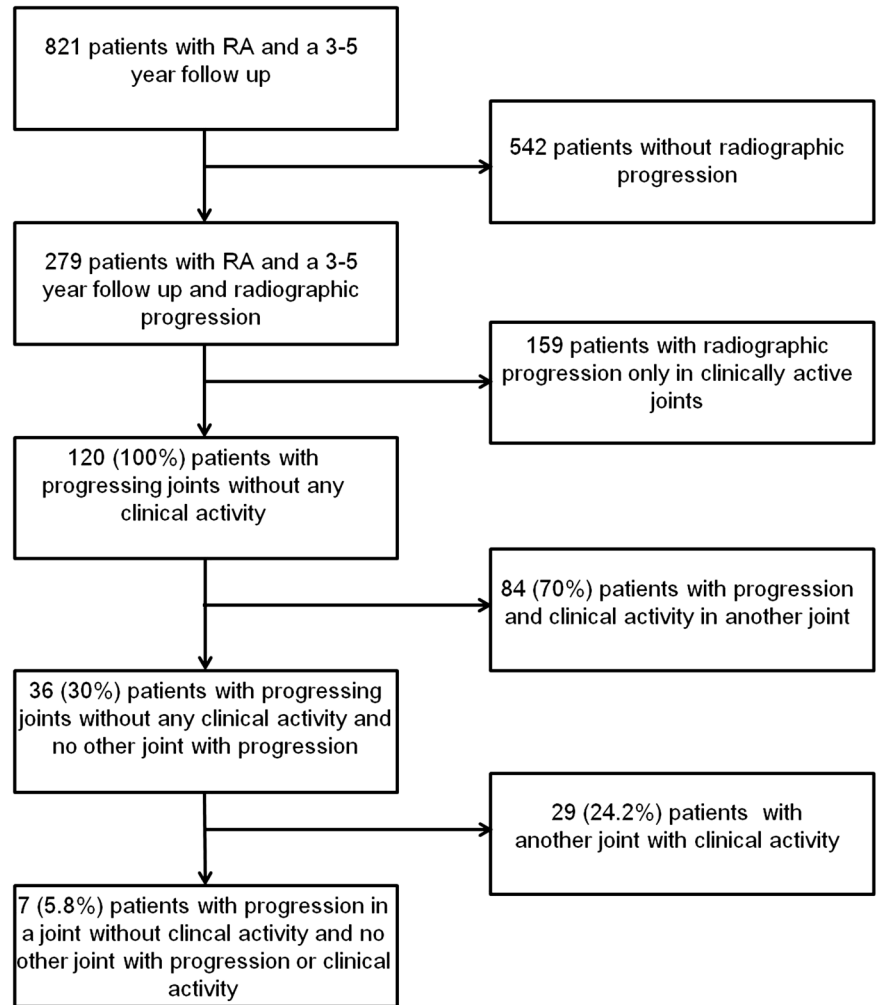 821 patients with RA and a 3-5
year follow up
542 patients without radiographic
progression
279 patients with RA and a 3-5
year follow up and radiographic
progression
159 patients with radiographic
progression only in clinically active
joints
120 (100%) patients with
progressing joints without any
clinical activity
84 (70%) patients with progression
and clinical activity in another joint
36 (30%) patients with progressing
joints without any clinical activity and
no other joint with progression
29 (24.2%) patients with
another joint with clinical activity
7 (5.8%) patients with progression in
a joint without clincal activity and no
other joint with progression or clinical
activity